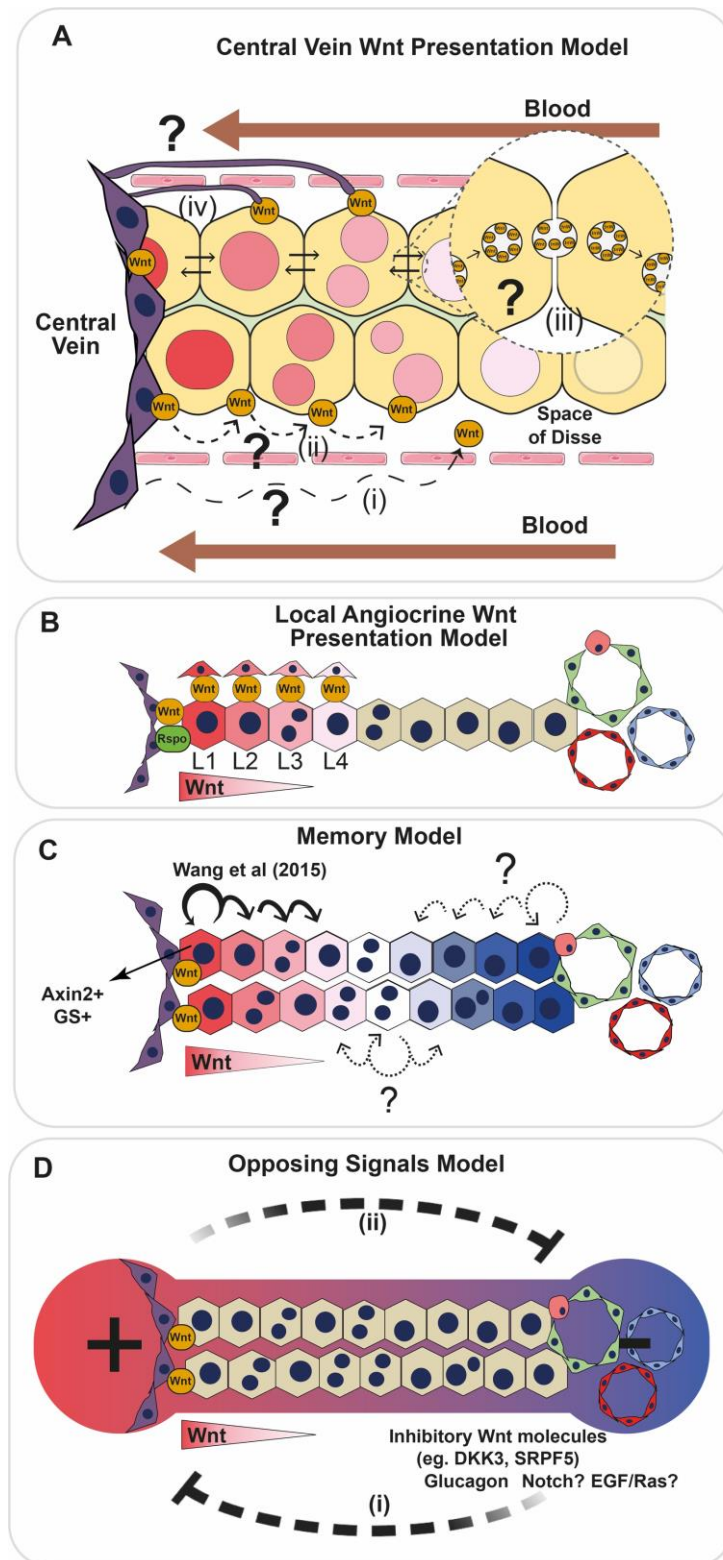 A
Central Vein Wnt Presentation Model
Blood
?
(iv)
Wnt
Wnt
Wnt
Wnt
?
(iii)
Central
Vein
Wnt
Wnt
Wnt
Wnt
Wnt
?
(ii)
Space
of Disse
?
(i)
Blood
B
Local Angiocrine Wnt
Presentation Model
Wnt
Wnt
Wnt
Wnt
Wnt
Rspo
L1 L2 L3 L4
Wnt
C
Memory Model
Wang et al (2015)
?
Wnt
Axin2+
GS+
Wnt
Wnt
?
D
Opposing Signals Model
(ii)
+
Wnt
Wnt
Wnt
Inhibitory Wnt molecules
(eg. DKK3, SRPF5)
Glucagon Notch? EGF/Ras?
(i)